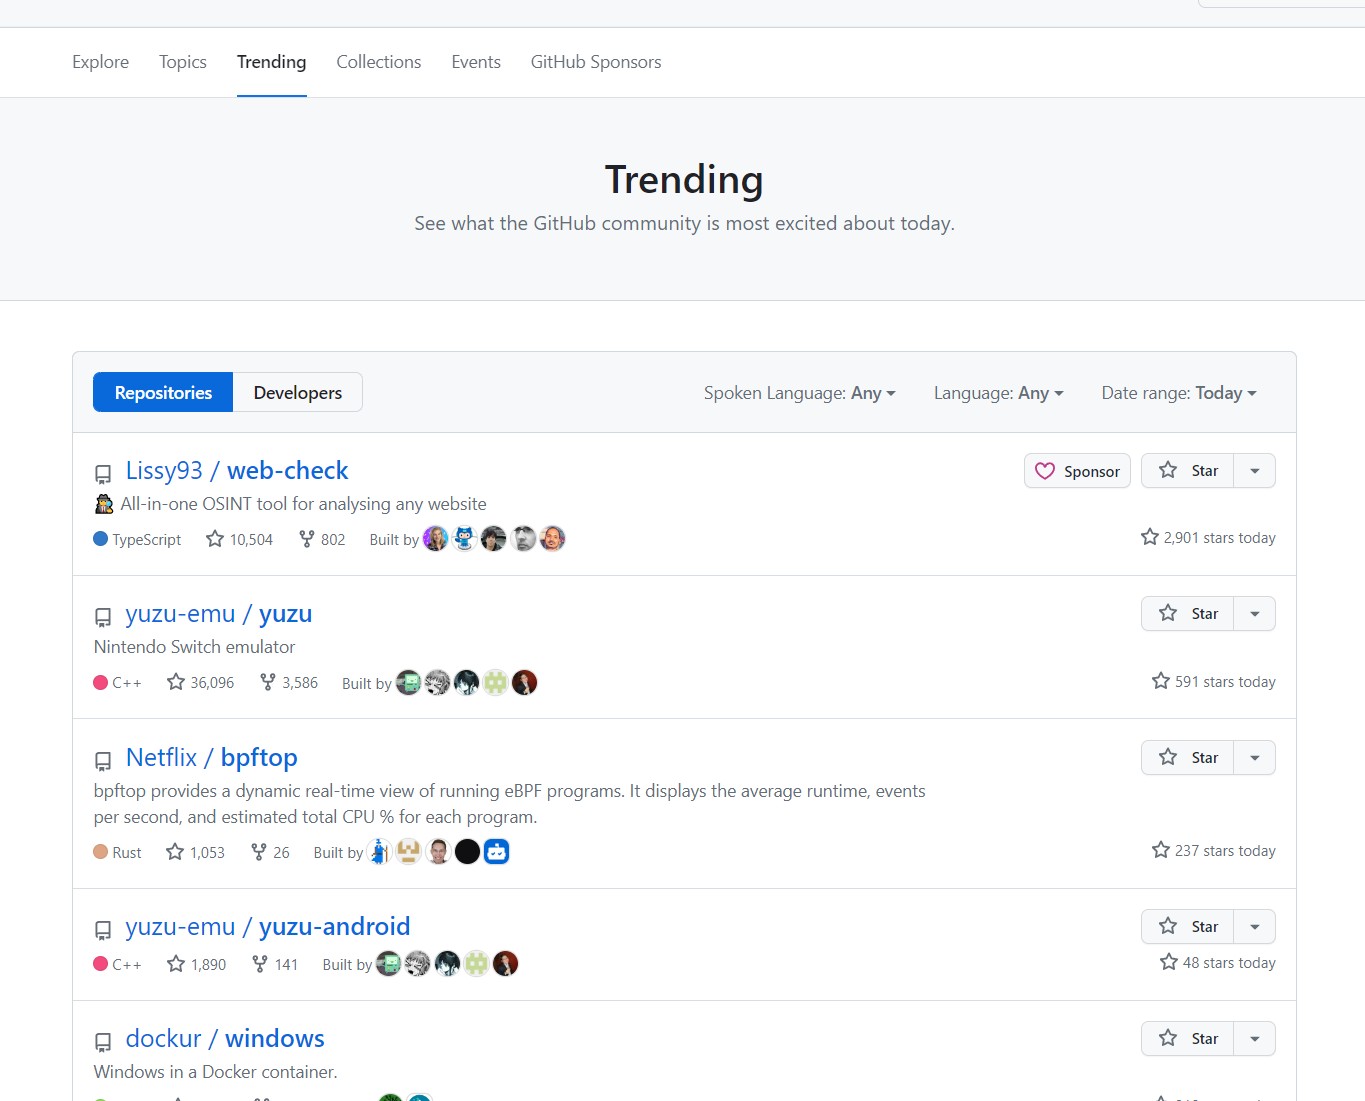 Explore Topics Trending Collections Events GitHub Sponsors
Trending
See what the GitHub community is most excited about today.
Repositories Developers Spoken Language: Any Language: Any Date range: Today
Lissy93 / web-check Sponsor Star
All-in-one OSINT tool for analysing any website
TypeScript 10,504 802 Built by 2,901 stars today
yuzu-emu / yuzu Star
Nintendo Switch emulator
C++ 36,096 3,586 Built by 591 stars today
Netflix / bpftop Star
bpftop provides a dynamic real-time view of running eBPF programs. It displays the average runtime, events
per second, and estimated total CPU % for each program.
Rust 1,053 26 Built by 237 stars today
yuzu-emu / yuzu-android Star
C++ 1,890 141 Built by 48 stars today
dockur / windows Star
Windows in a Docker container.